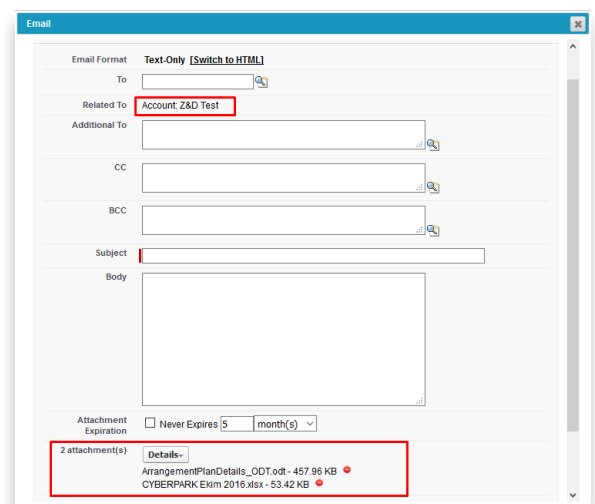 Email
Email Format Text-Only [Switch to HTML]
To
Related To Account: Z&D Test
Additional To
CC
BCC
Subject
Body
Attachment Expiration Never Expires 5 month(s)
2 attachment(s) Details
ArrangementPlanDetails_ODT.odt - 457.96 KB
CYBERPARK Ekim 2016.xlsx - 53.42 KB